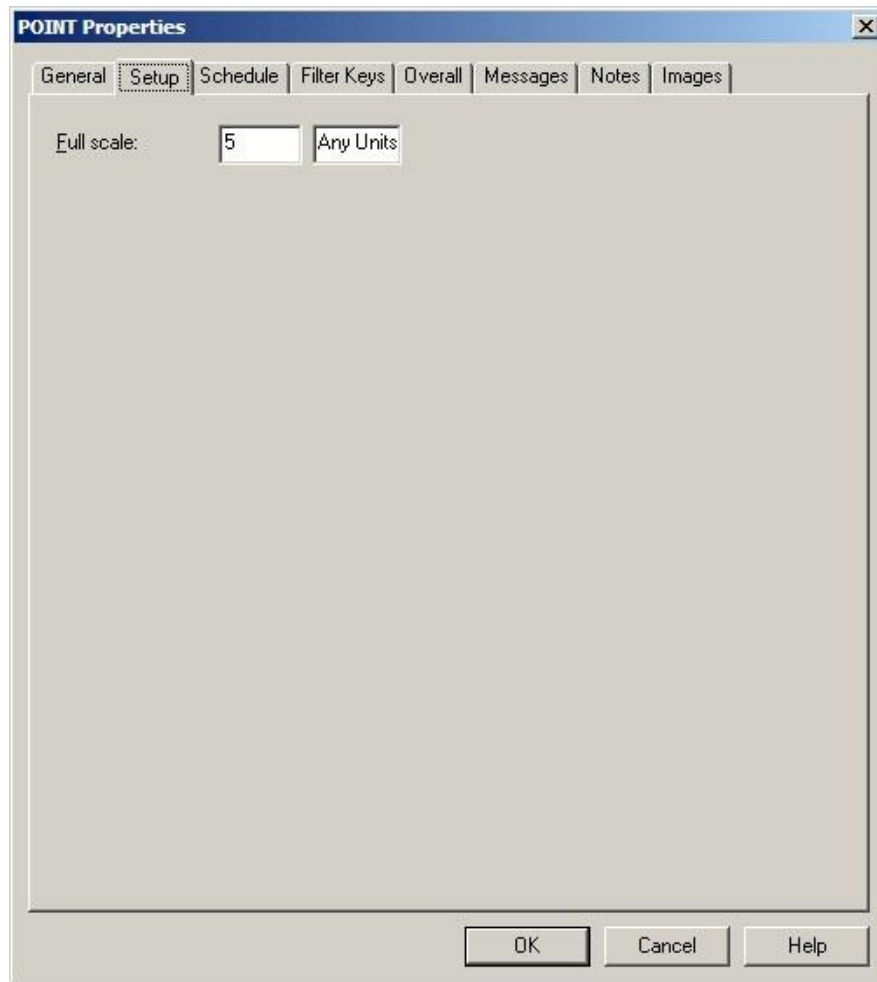 POINT Properties
General Setup Schedule Filter Keys Overall Messages Notes Images
Full scale: 5 Any Units
OK Cancel Help